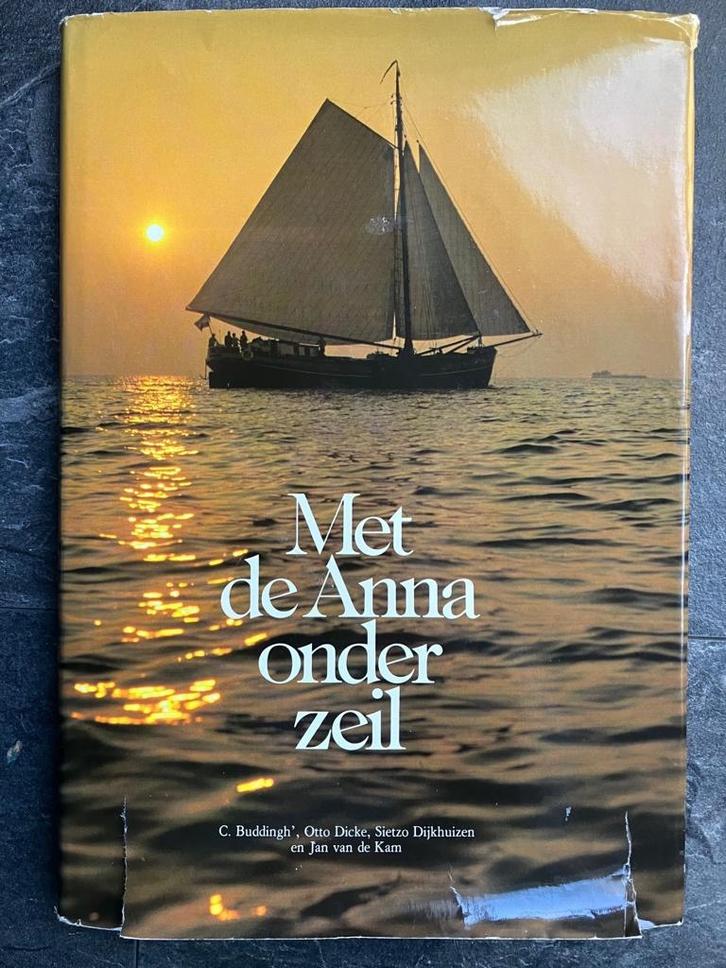 Met
de Anna
onder
zeil
C. Buddingh', Otto Dicke, Sietzo Dijkhuizen
en Jan van de Kam